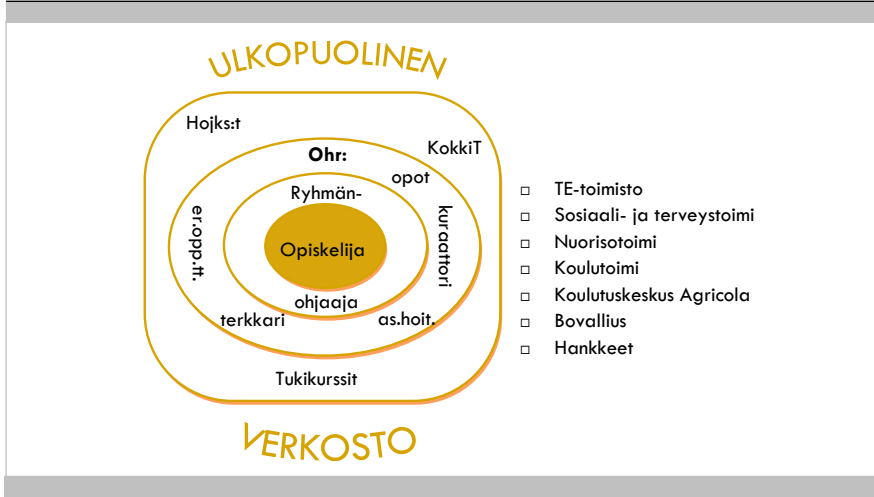 ULKOPUOLINEN
Hojks:t
KokkiT
Ohr:
opot
Ryhmän-
er.opp.tt.
kuraattori
Opiskelija
ohjaaja
terkkari
as.hoit.
Tukikurssit
VERKOSTO
TE-toimisto
Sosiaali- ja terveystoimi
Nuorisotoimi
Koulutoimi
Koulutuskeskus Agricola
Bovallius
Hankkeet